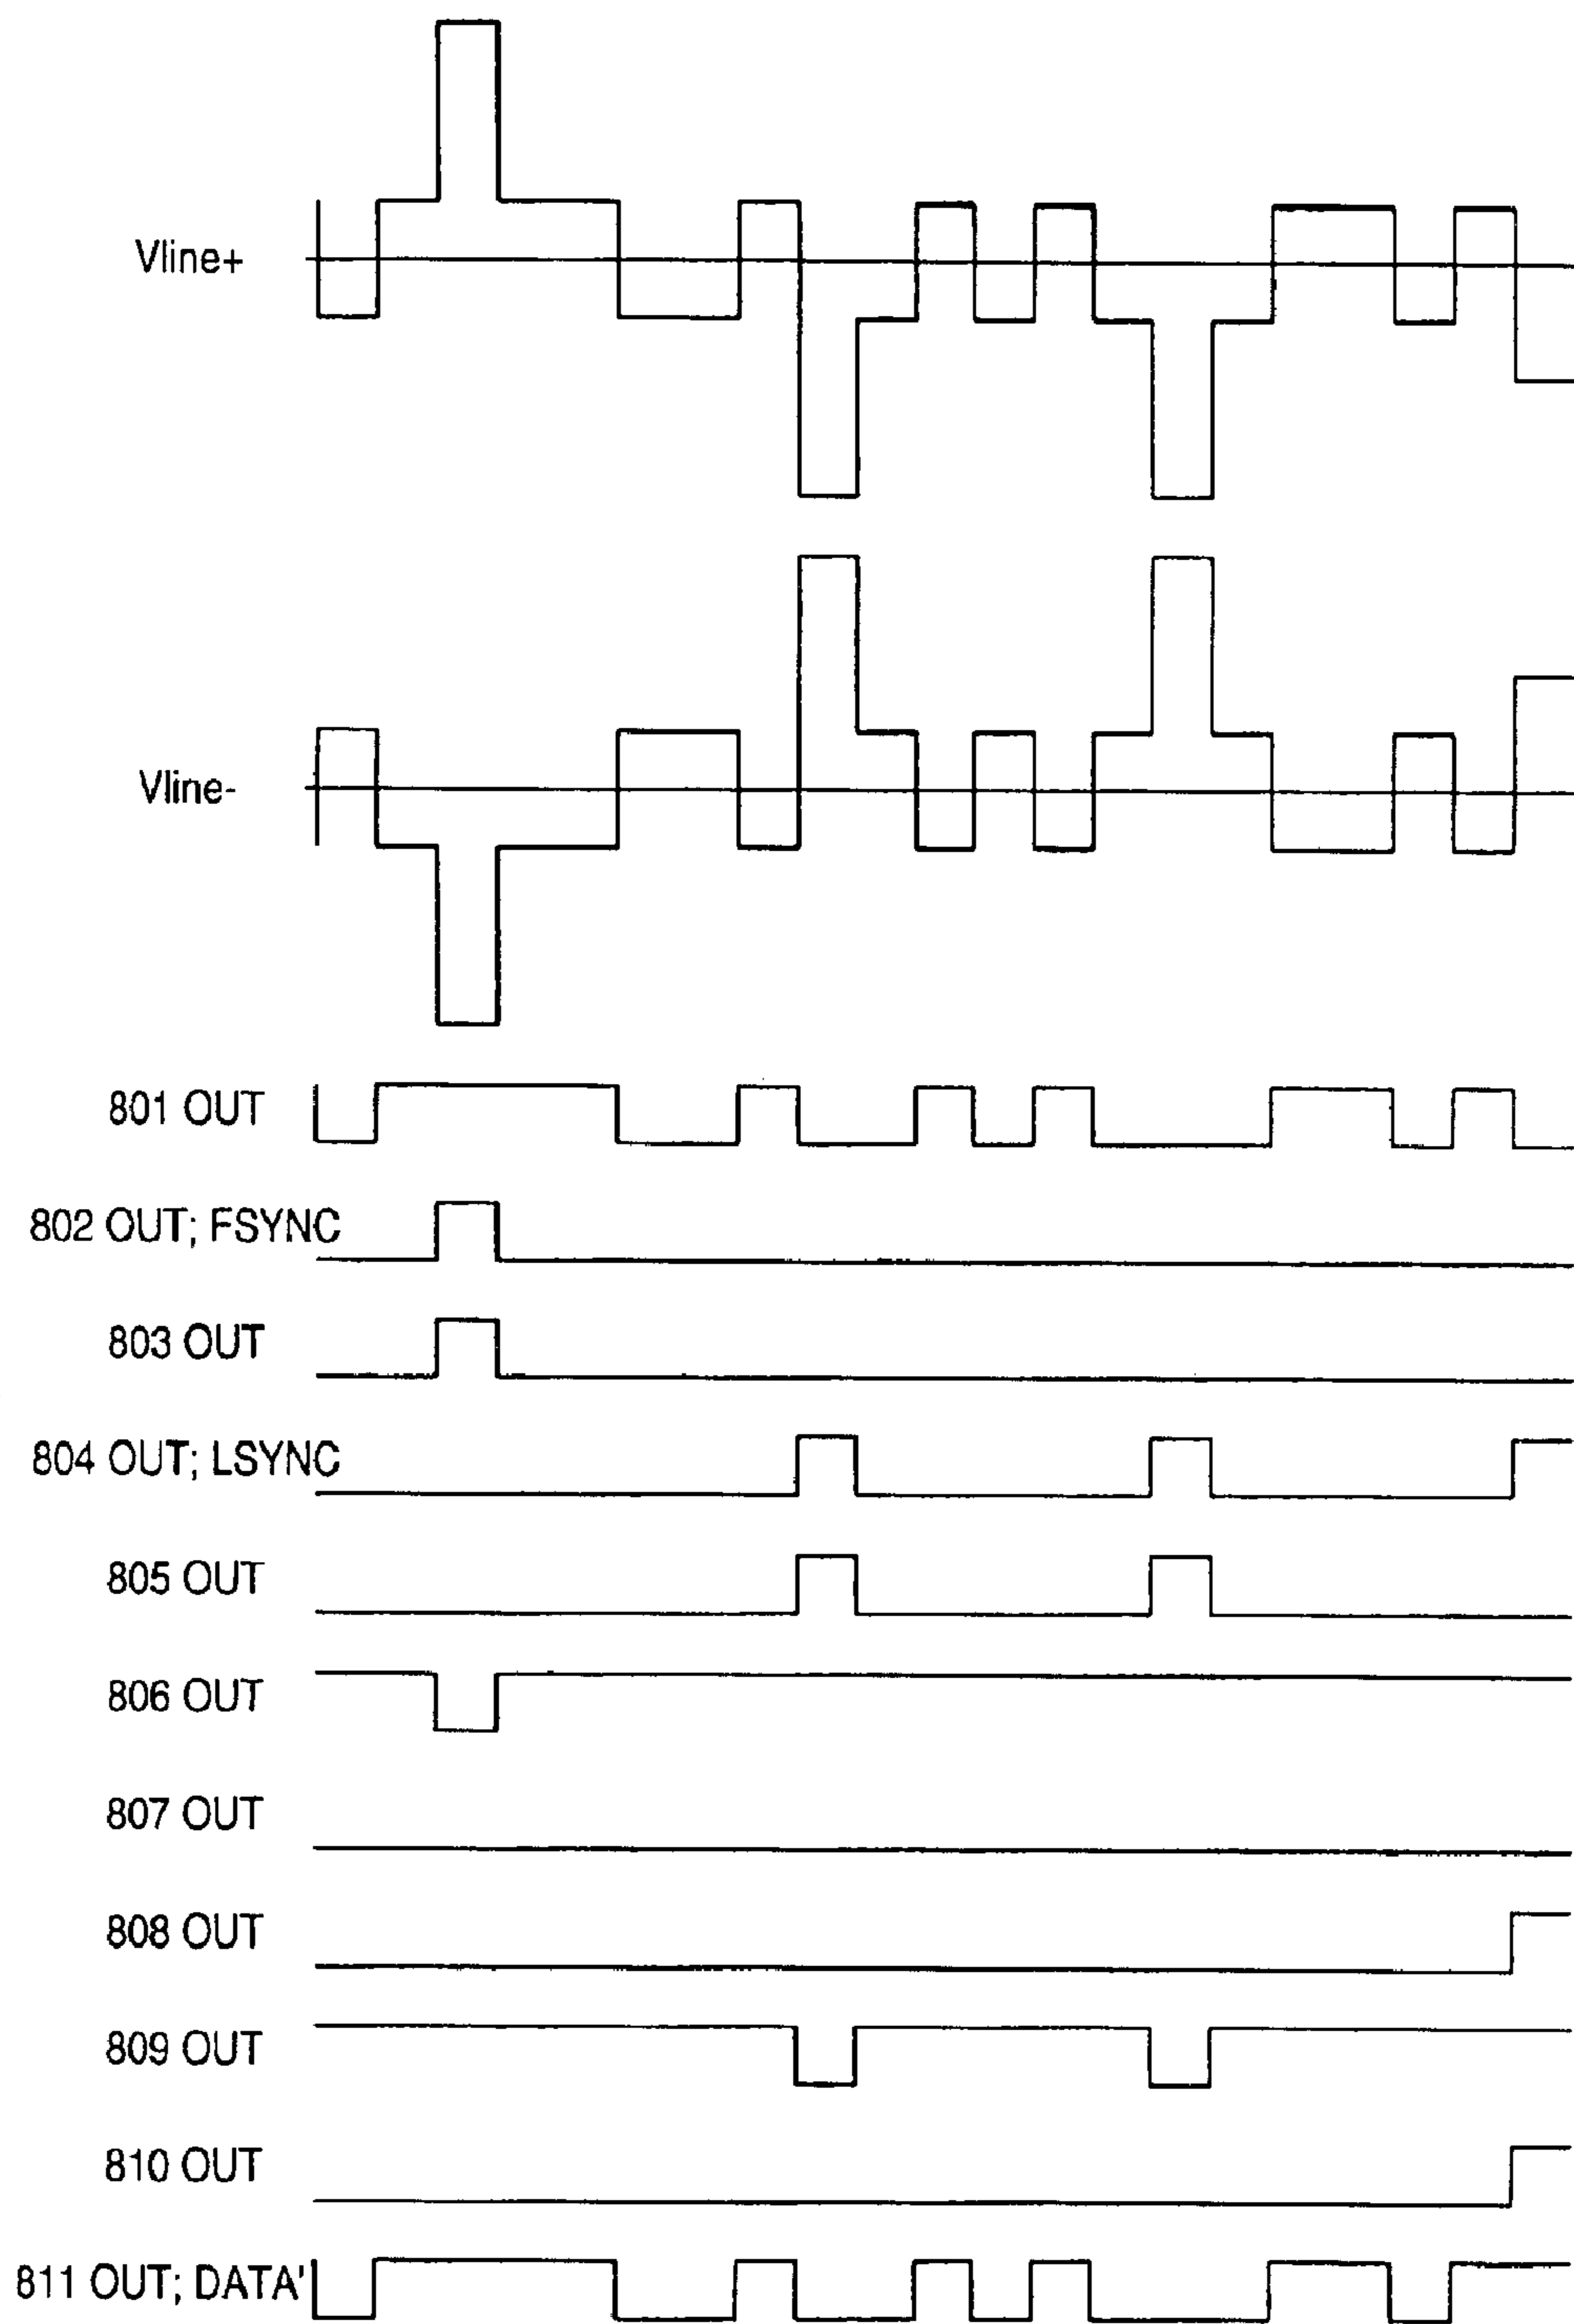 Vline+
Vline-
801 OUT
802 OUT; FSYNC
803 OUT
804 OUT; LSYNC
805 OUT
806 OUT
807 OUT
808 OUT
809 OUT
810 OUT
811 OUT; DATA'